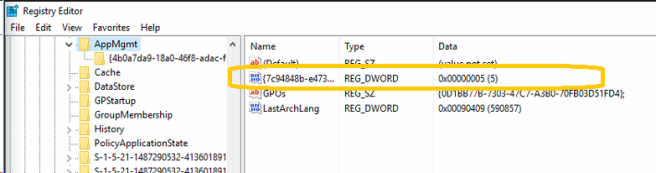 Registry Editor
File Edit View Favorites Help
AppMgmt
{4b0a7da9-18a0-46f8-adac-f
Cache
DataStore
GPStartup
GroupMembership
History
PolicyApplicationState
S-1-5-21-1487290532-413601891
S-1-5-21-1487290532-413601891
Name Type Data
(Default) REG_SZ (value not set)
{7c94848b-e473... REG_DWORD 0x00000005 (5)
GPOs REG_SZ {0D1BB77B-7303-47C7-A3B0-70FB03D51FD4};
LastArchLang REG_DWORD 0x00090409 (590857)